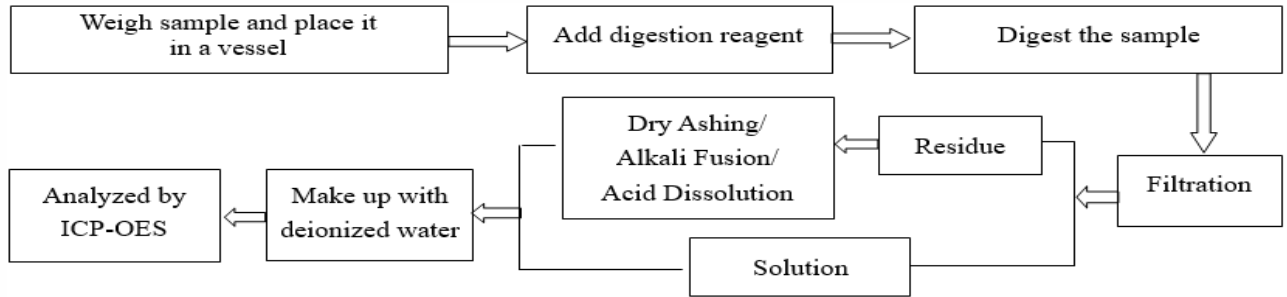 Weigh sample and place it
in a vessel
Add digestion reagent
Digest the sample
Filtration
Residue
Dry Ashing/
Alkali Fusion/
Acid Dissolution
Solution
Make up with
deionized water
Analyzed by
ICP-OES